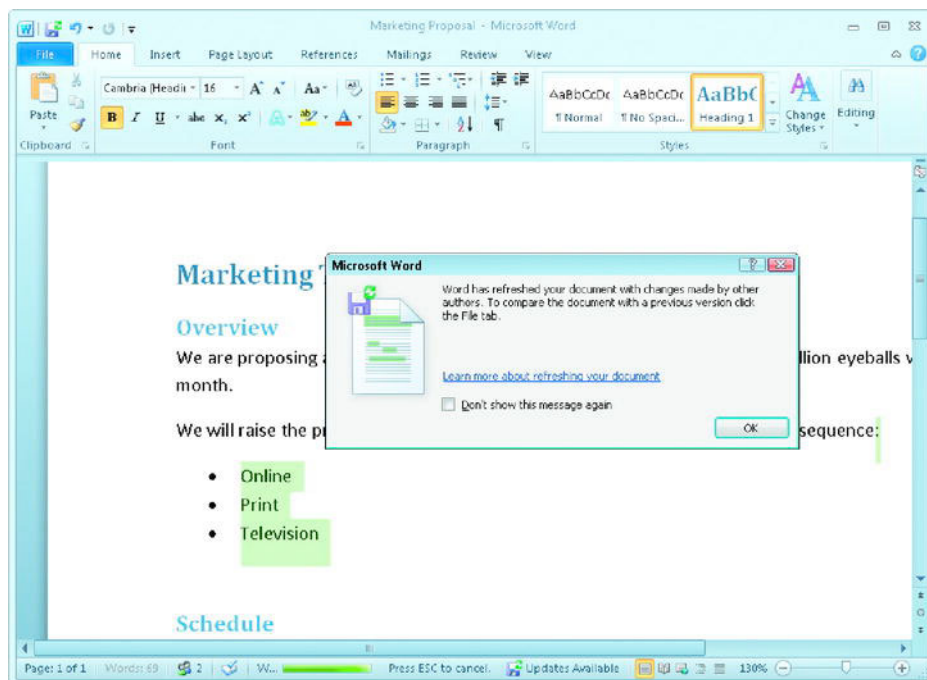 Marketing Proposal - Microsoft Word
File Home Insert Page Layout References Mailings Review View
Cambria (Headi 16 A A Aa
AaBbCcDc AaBbCcDc AaBbC
Paste B I U abc x, x² A
¶ Normal ¶ No Spaci... Heading 1 Change Styles Editing
Clipboard Font Paragraph Styles
Marketing
Microsoft Word
Word has refreshed your document with changes made by other
authors. To compare the document with a previous version click
the File tab.
Overview
We are proposing llion eyeballs v
month.
Learn more about refreshing your document
Don't show this message again
OK
We will raise the pr sequence:
• Online
• Print
• Television
Schedule
Page: 1 of 1 Words: 69 2 W... Press ESC to cancel. Updates Available 130%